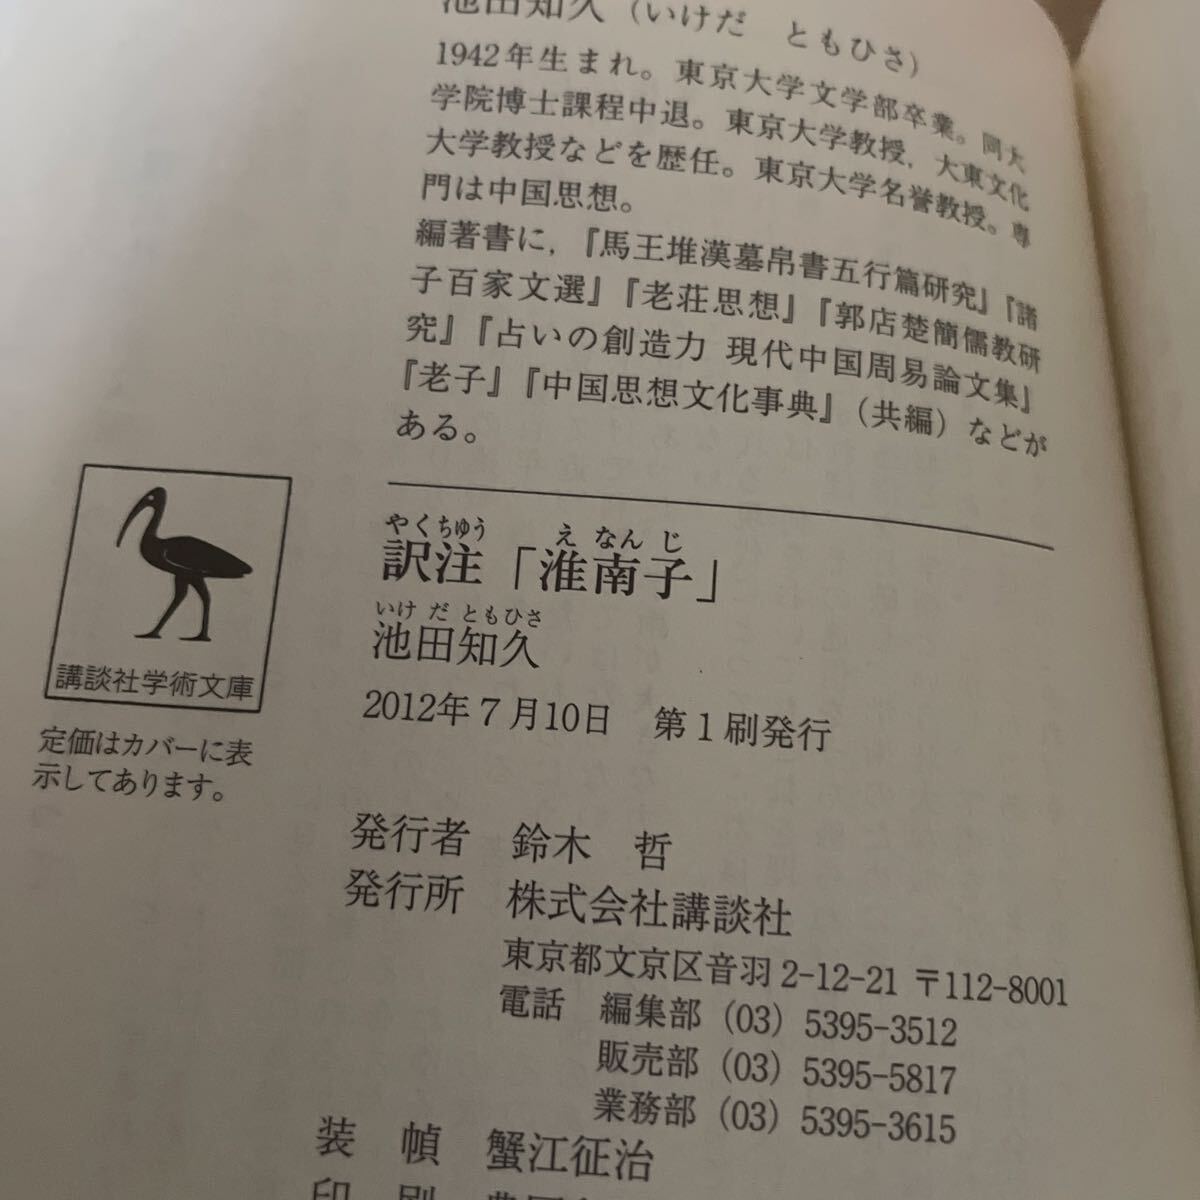 池田知久（いけだ　ともひさ）
1942年生まれ。東京大学文学部卒業。同大
学院博士課程中退。東京大学教授，大東文化
大学教授などを歴任。東京大学名誉教授。専
門は中国思想。
編著書に，『馬王堆漢墓帛書五行篇研究』『諸
子百家文選』『老荘思想』『郭店楚簡儒教研
究』『占いの創造力 現代中国周易論文集』
『老子』『中国思想文化事典』（共編）などが
ある。
やくちゅう　え なん じ
訳注「淮南子」
いけ だ ともひさ
池田知久
2012年７月10日　第１刷発行
講談社学術文庫
定価はカバーに表
示してあります。
発行者　鈴木　哲
発行所　株式会社講談社
東京都文京区音羽 2-12-21 〒112-8001
電話　編集部 (03) 5395-3512
販売部 (03) 5395-5817
業務部 (03) 5395-3615
装　幀　蟹江征治